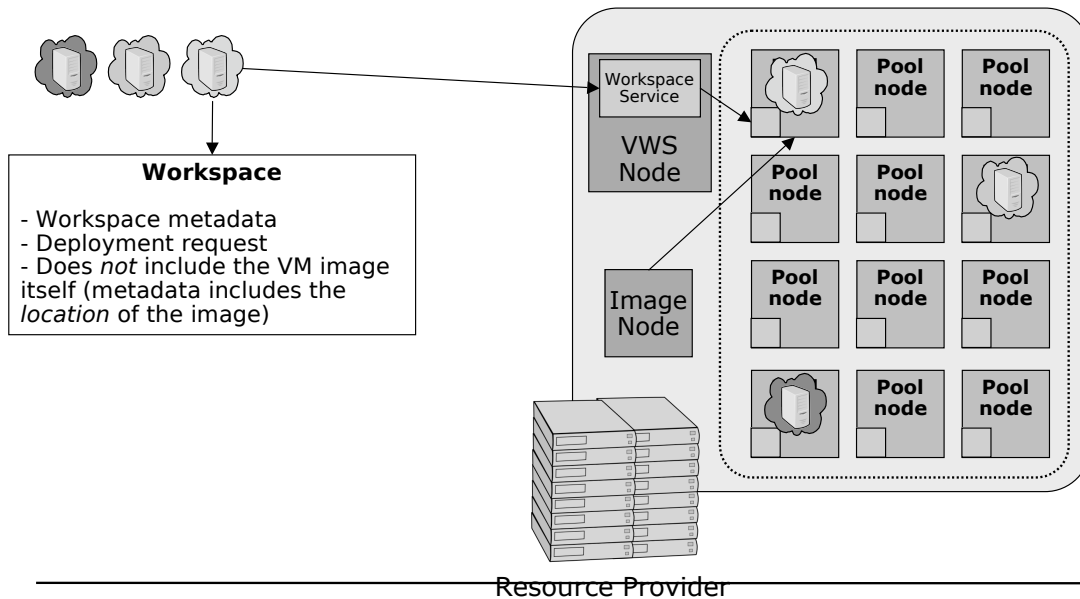 Workspace
- Workspace metadata
- Deployment request
- Does not include the VM image
itself (metadata includes the
location of the image)
Workspace
Service
VWS
Node
Image
Node
Pool
node
Pool
node
Pool
node
Pool
node
Pool
node
Pool
node
Pool
node
Pool
node
Pool
node
Resource Provider